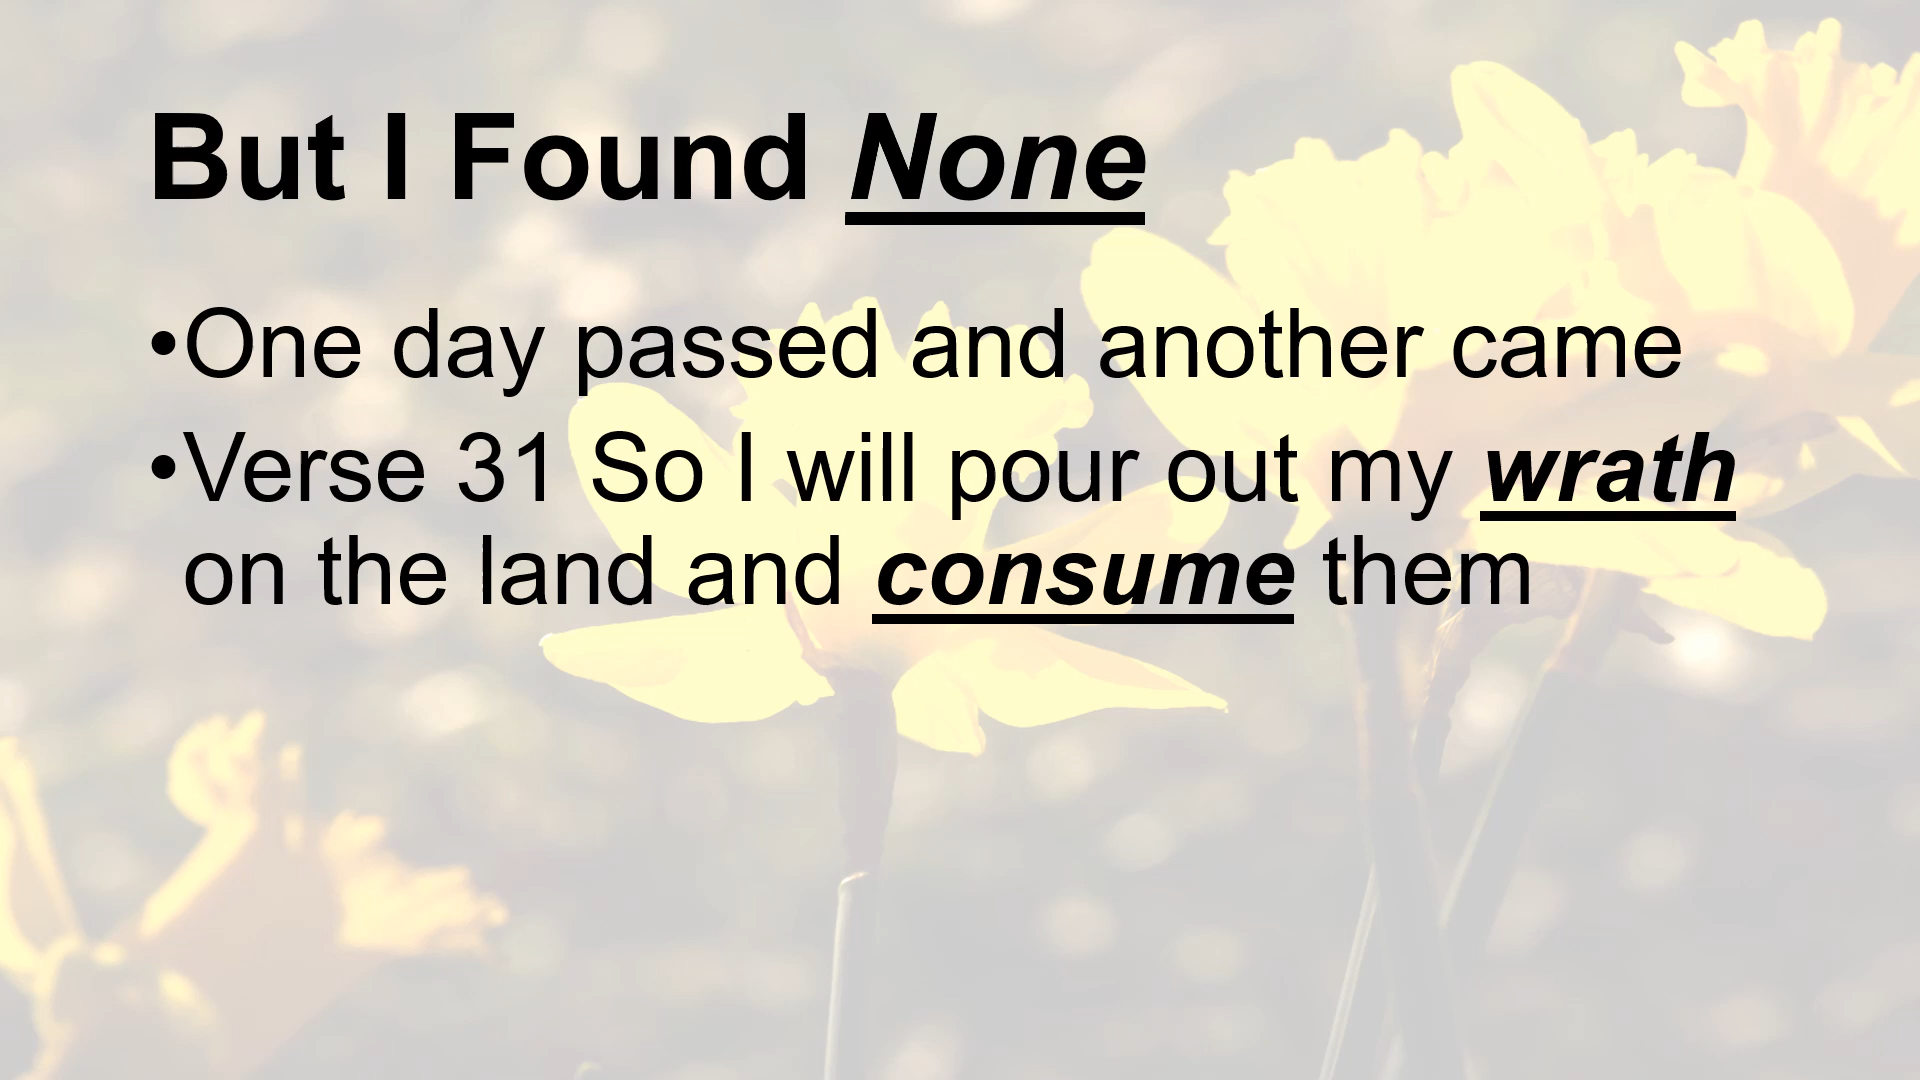 But I Found None
•One day passed and another came
•Verse 31 So I will pour out my wrath
on the land and consume them